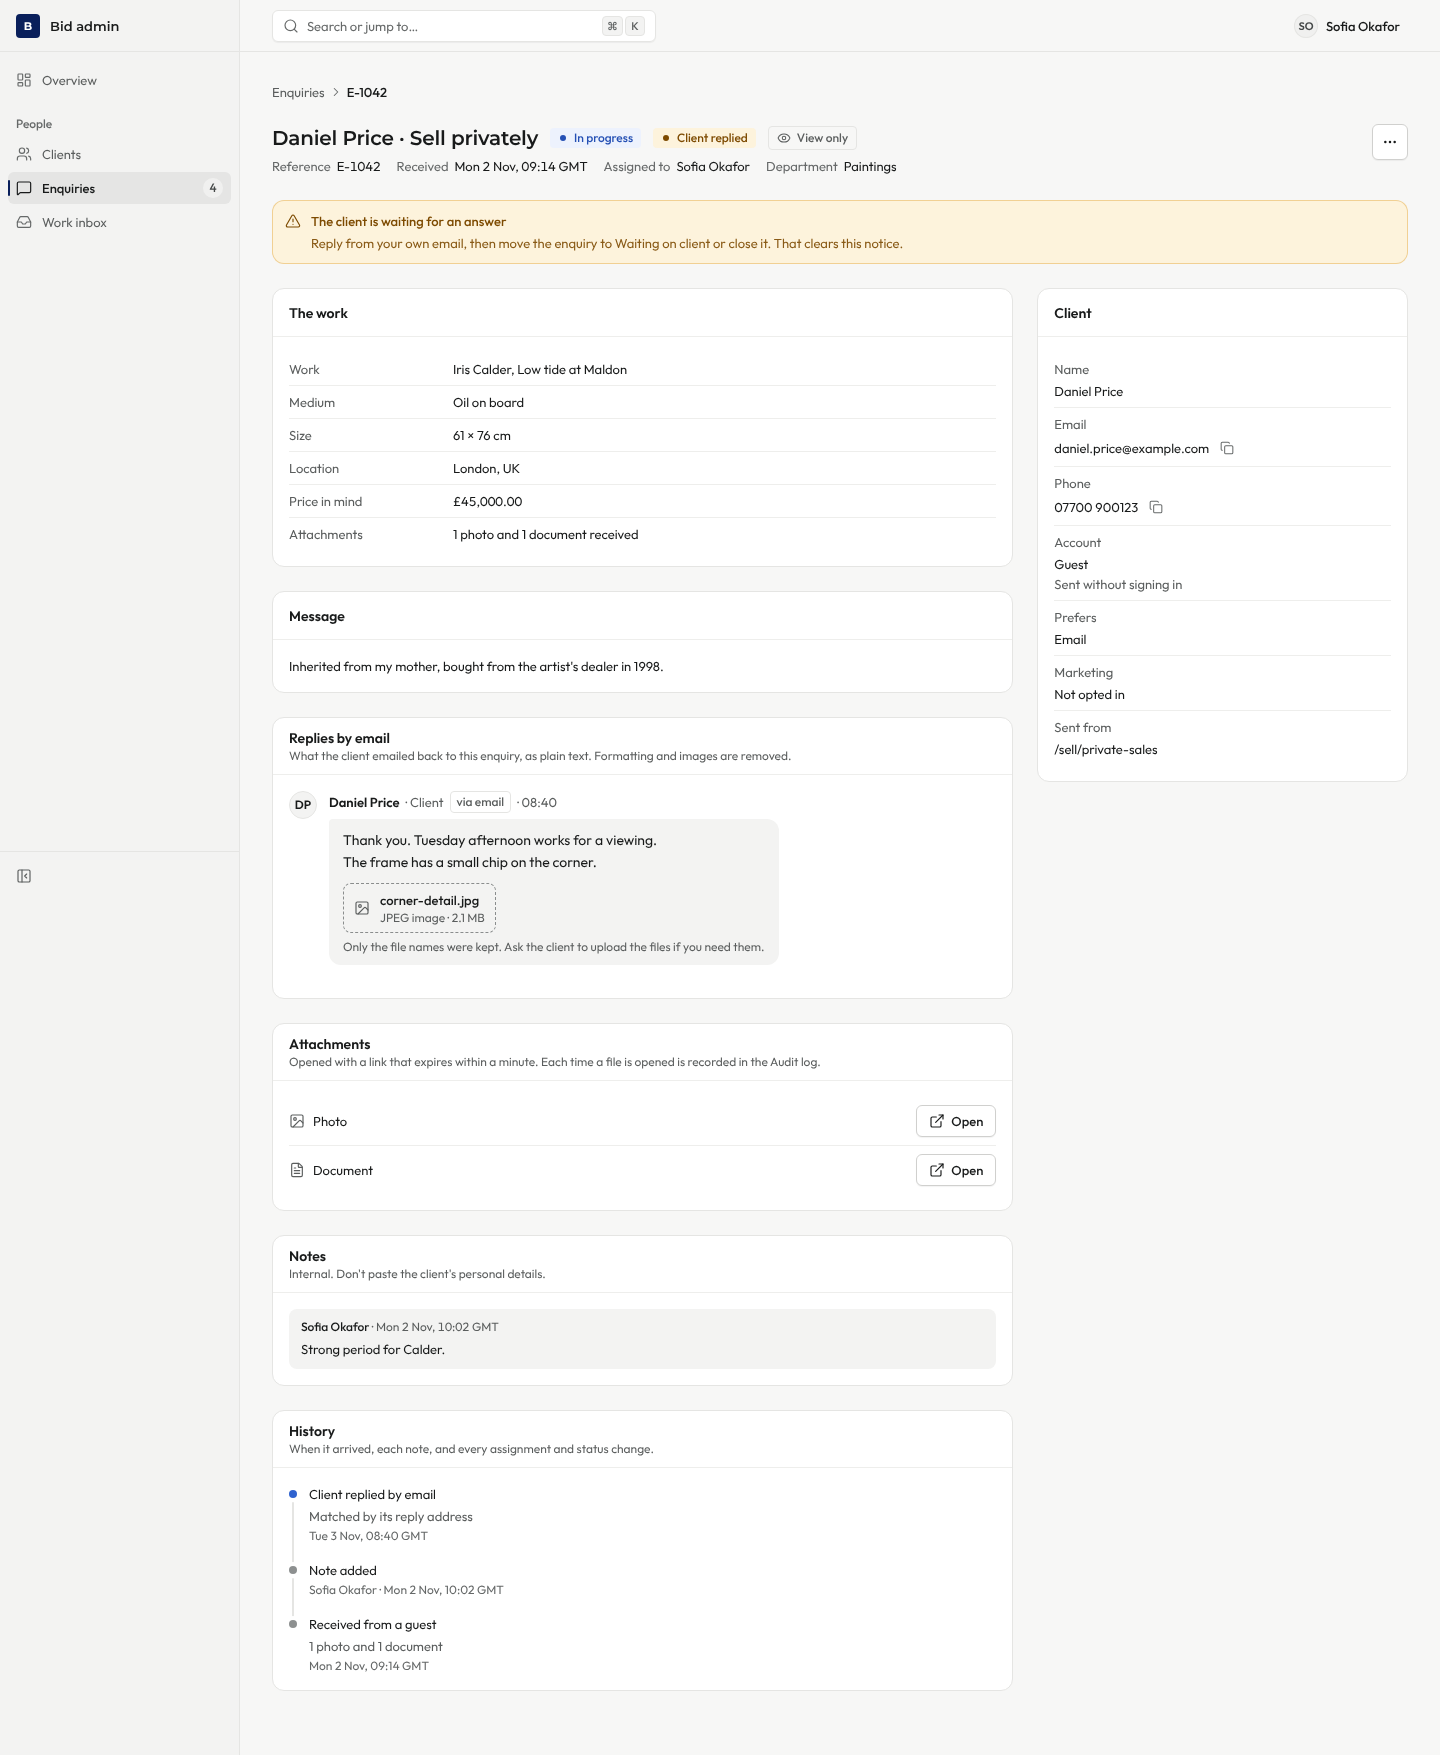 B Bid admin
Search or jump to...
⌘ K
SO Sofia Okafor
Overview
People
Clients
Enquiries 4
Work inbox
Enquiries > E-1042
Daniel Price · Sell privately
In progress
Client replied
View only
Reference E-1042 Received Mon 2 Nov, 09:14 GMT Assigned to Sofia Okafor Department Paintings
The client is waiting for an answer
Reply from your own email, then move the enquiry to Waiting on client or close it. That clears this notice.
The work
Work Iris Calder, Low tide at Maldon
Medium Oil on board
Size 61 × 76 cm
Location London, UK
Price in mind £45,000.00
Attachments 1 photo and 1 document received
Message
Inherited from my mother, bought from the artist's dealer in 1998.
Replies by email
What the client emailed back to this enquiry, as plain text. Formatting and images are removed.
DP Daniel Price · Client via email · 08:40
Thank you. Tuesday afternoon works for a viewing.
The frame has a small chip on the corner.
corner-detail.jpg
JPEG image · 2.1 MB
Only the file names were kept. Ask the client to upload the files if you need them.
Attachments
Opened with a link that expires within a minute. Each time a file is opened is recorded in the Audit log.
Photo Open
Document Open
Notes
Internal. Don't paste the client's personal details.
Sofia Okafor · Mon 2 Nov, 10:02 GMT
Strong period for Calder.
History
When it arrived, each note, and every assignment and status change.
Client replied by email
Matched by its reply address
Tue 3 Nov, 08:40 GMT
Note added
Sofia Okafor · Mon 2 Nov, 10:02 GMT
Received from a guest
1 photo and 1 document
Mon 2 Nov, 09:14 GMT
Client
Name
Daniel Price
Email
daniel.price@example.com
Phone
07700 900123
Account
Guest
Sent without signing in
Prefers
Email
Marketing
Not opted in
Sent from
/sell/private-sales